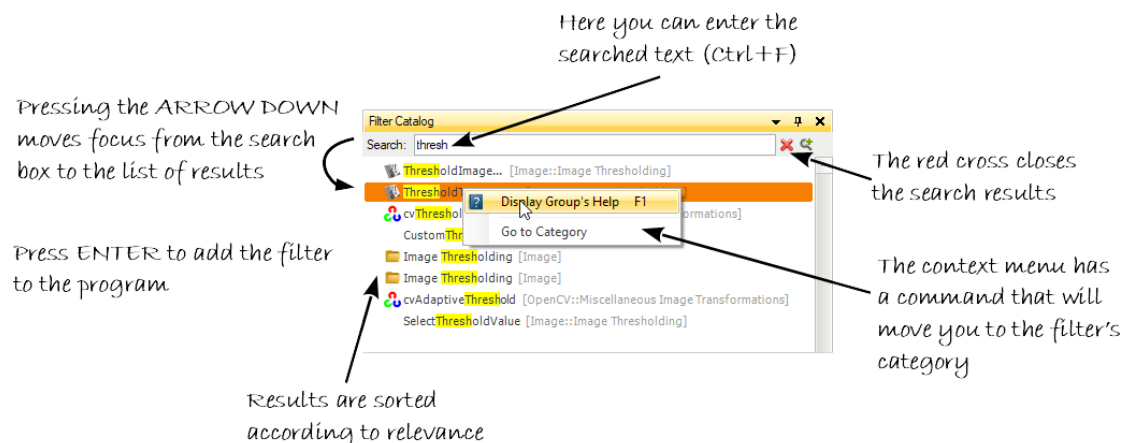 Here you can enter the
searched text (Ctrl+F)
Pressing the ARROW DOWN
moves focus from the search
box to the list of results
Filter Catalog
Search: thresh
ThresholdImage... [Image::Image Thresholding]
ThresholdT
Display Group's Help F1
cvThreshol
ormations]
Go to Category
CustomThr
Image Thresholding [Image]
Image Thresholding [Image]
cvAdaptiveThreshold [OpenCV::Miscellaneous Image Transformations]
SelectThresholdValue [Image::Image Thresholding]
The red cross closes
the search results
Press ENTER to add the filter
to the program
The context menu has
a command that will
move you to the filter's
category
Results are sorted
according to relevance